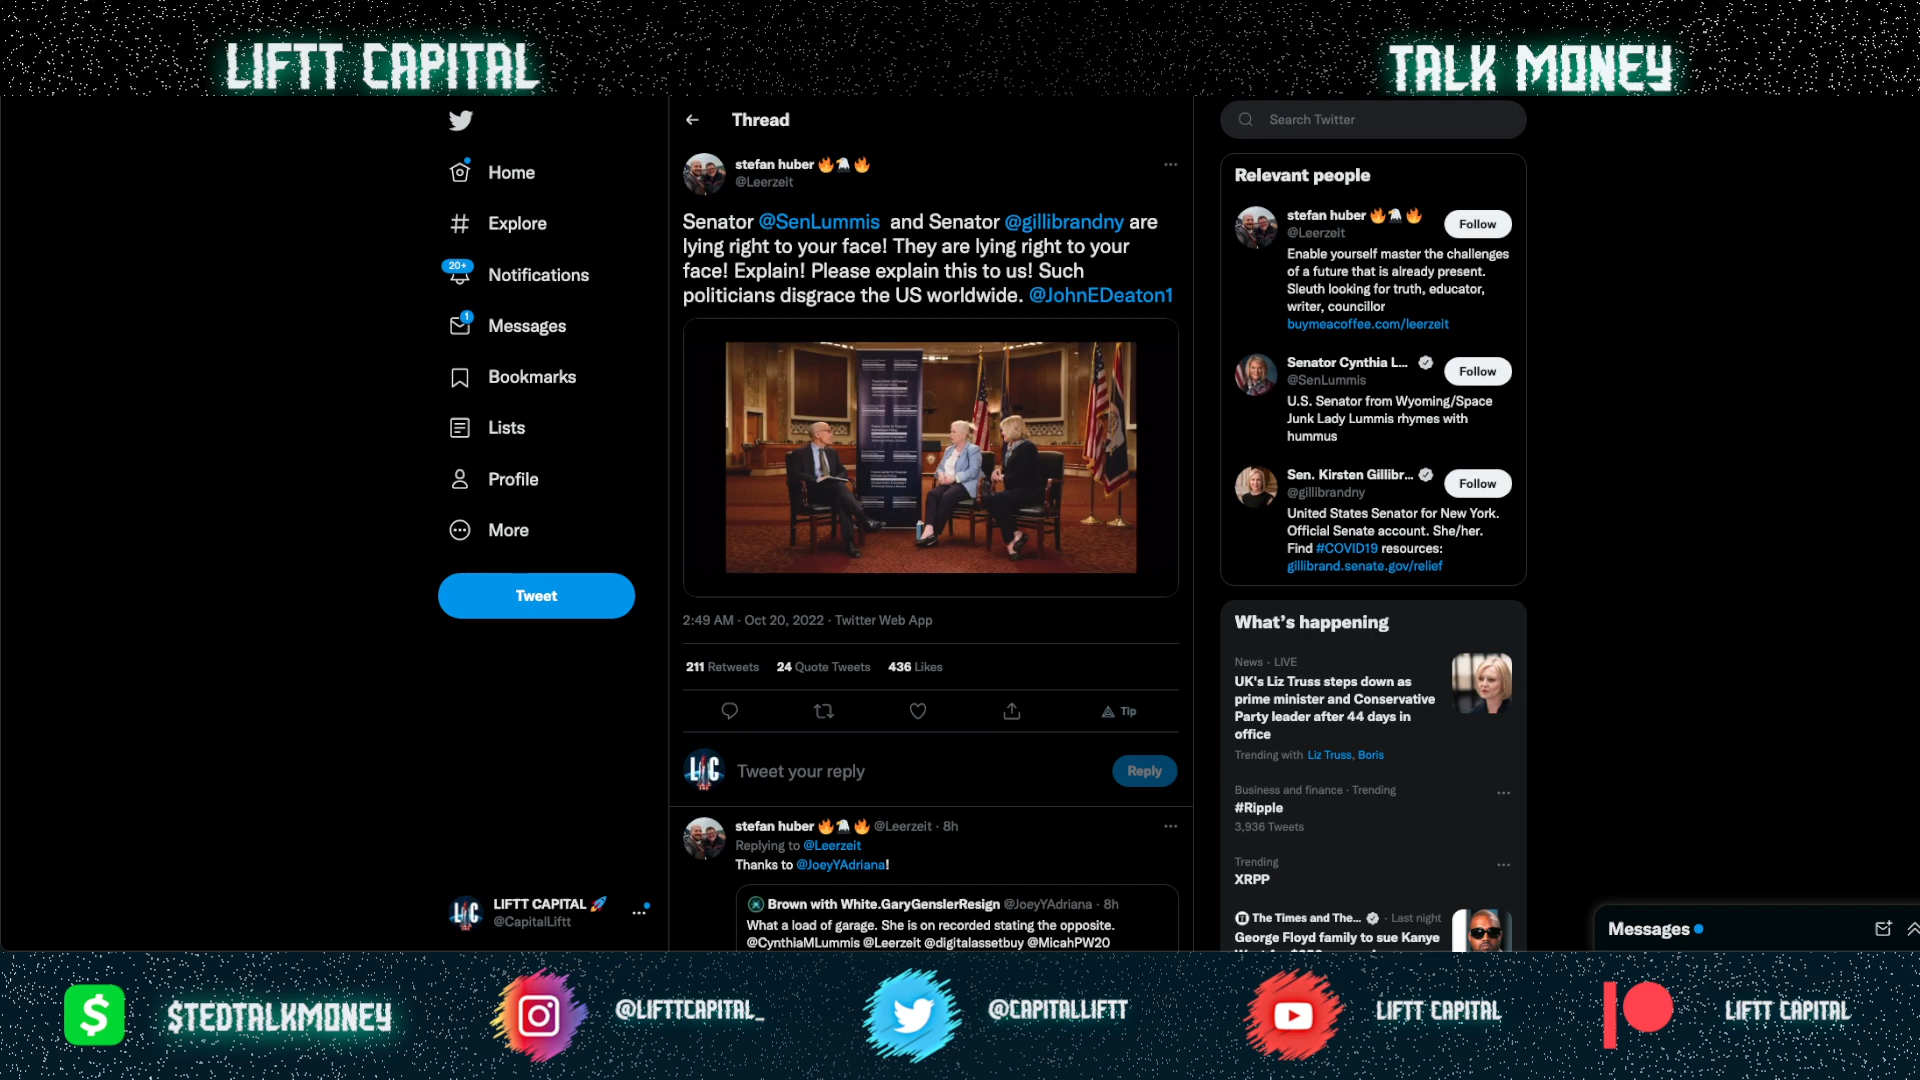 LIFTT CAPITAL
TALK MONEY
Home
Explore
20+
Notifications
1
Messages
Bookmarks
Lists
Profile
More
Tweet
LIFTT CAPITAL 🚀
@CapitalLiftt
Thread
stefan huber 🔥🦅🔥
@Leerzeit
Senator @SenLummis and Senator @gillibrandny are
lying right to your face! They are lying right to your
face! Explain! Please explain this to us! Such
politicians disgrace the US worldwide. @JohnEDeaton1
2:49 AM · Oct 20, 2022 · Twitter Web App
211 Retweets 24 Quote Tweets 436 Likes
Tip
Tweet your reply
Reply
stefan huber 🔥🦅🔥 @Leerzeit · 8h
Replying to @Leerzeit
Thanks to @JoeyYAdriana!
Brown with White.GaryGenslerResign @JoeyYAdriana · 8h
What a load of garage. She is on recorded stating the opposite.
@CynthiaMLummis @Leerzeit @digitalassetbuy @MicahPW20
Search Twitter
Relevant people
stefan huber 🔥🦅🔥
@Leerzeit
Follow
Enable yourself master the challenges
of a future that is already present.
Sleuth looking for truth, educator,
writer, councillor
buymeacoffee.com/leerzeit
Senator Cynthia L...
@SenLummis
Follow
U.S. Senator from Wyoming/Space
Junk Lady Lummis rhymes with
hummus
Sen. Kirsten Gillibr...
@gillibrandny
Follow
United States Senator for New York.
Official Senate account. She/her.
Find #COVID19 resources:
gillibrand.senate.gov/relief
What's happening
News · LIVE
UK's Liz Truss steps down as
prime minister and Conservative
Party leader after 44 days in
office
Trending with Liz Truss, Boris
Business and finance · Trending
#Ripple
3,936 Tweets
Trending
XRPP
The Times and The... · Last night
George Floyd family to sue Kanye
Messages
$TEDTALKMONEY
@LIFTTCAPITAL_
@CAPITALLIFTT
LIFTT CAPITAL
LIFTT CAPITAL